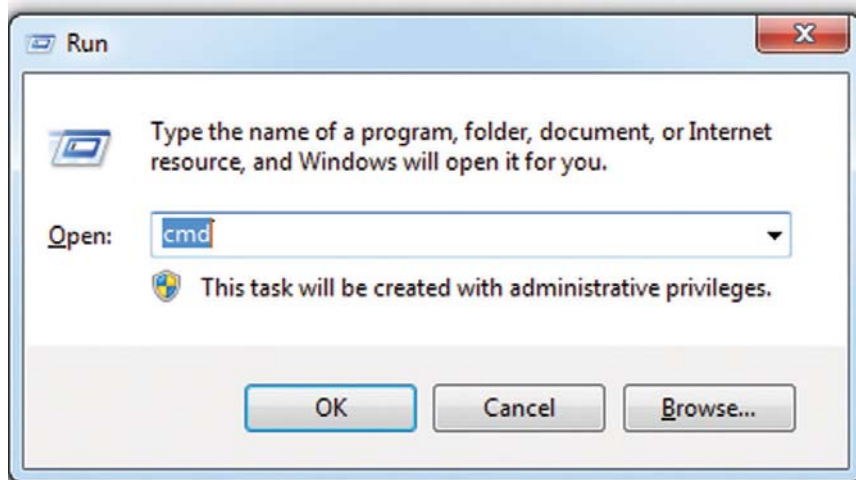 Run
Type the name of a program, folder, document, or Internet
resource, and Windows will open it for you.
Open:
cmd
This task will be created with administrative privileges.
OK
Cancel
Browse...